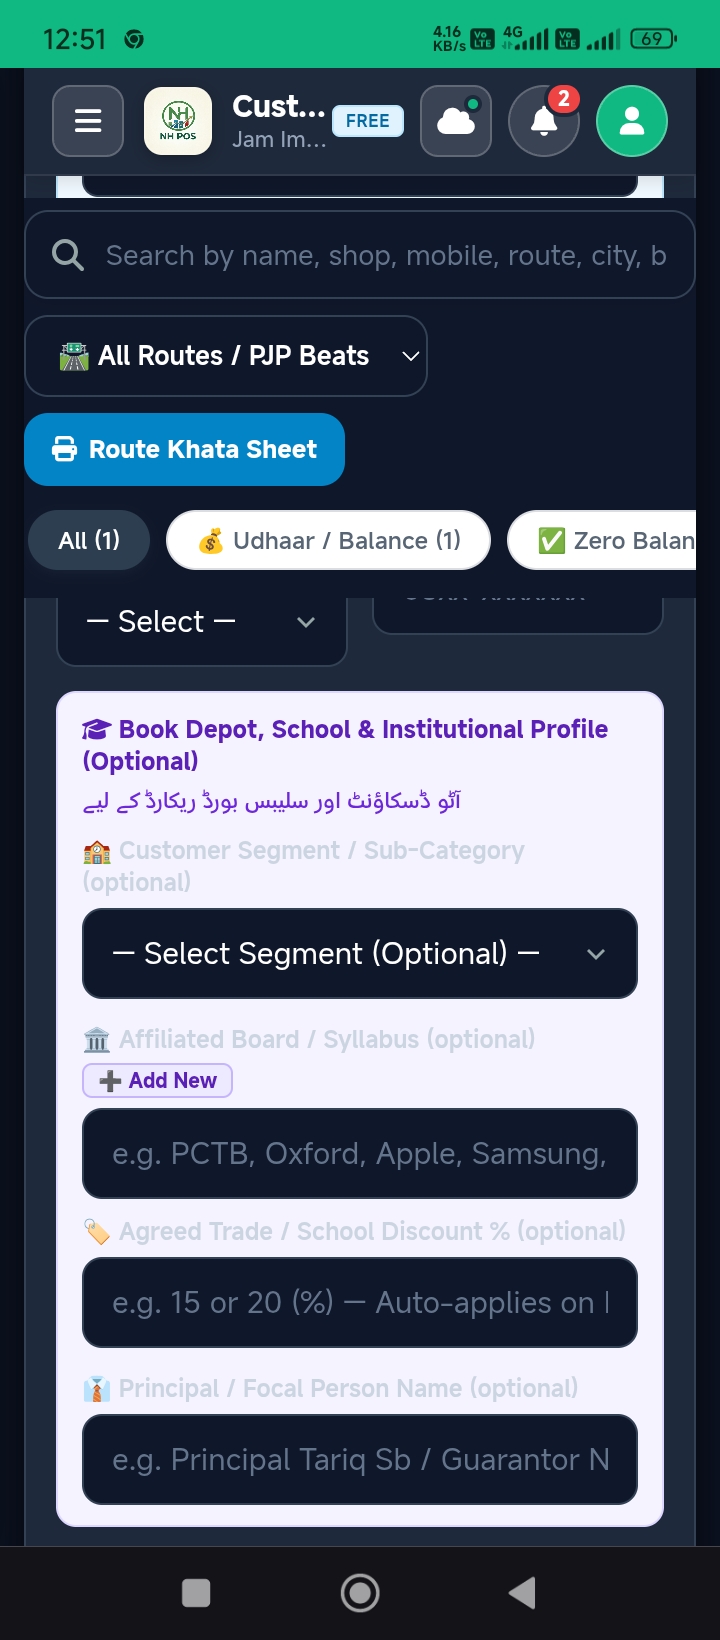 12:51
4.16 KB/s Vo LTE 4G Vo LTE 69
NH POS
Cust...
FREE
2
Jam Im...
Search by name, shop, mobile, route, city, b
All Routes / PJP Beats
Route Khata Sheet
All (1)
Udhaar / Balance (1)
Zero Balan
— Select —
Book Depot, School & Institutional Profile
(Optional)
آٹو ڈسکاؤنٹ اور سلیبس بورڈ ریکارڈ کے لیے
Customer Segment / Sub-Category
(optional)
— Select Segment (Optional) —
Affiliated Board / Syllabus (optional)
➕ Add New
e.g. PCTB, Oxford, Apple, Samsung,
Agreed Trade / School Discount % (optional)
e.g. 15 or 20 (%) — Auto-applies on
Principal / Focal Person Name (optional)
e.g. Principal Tariq Sb / Guarantor N